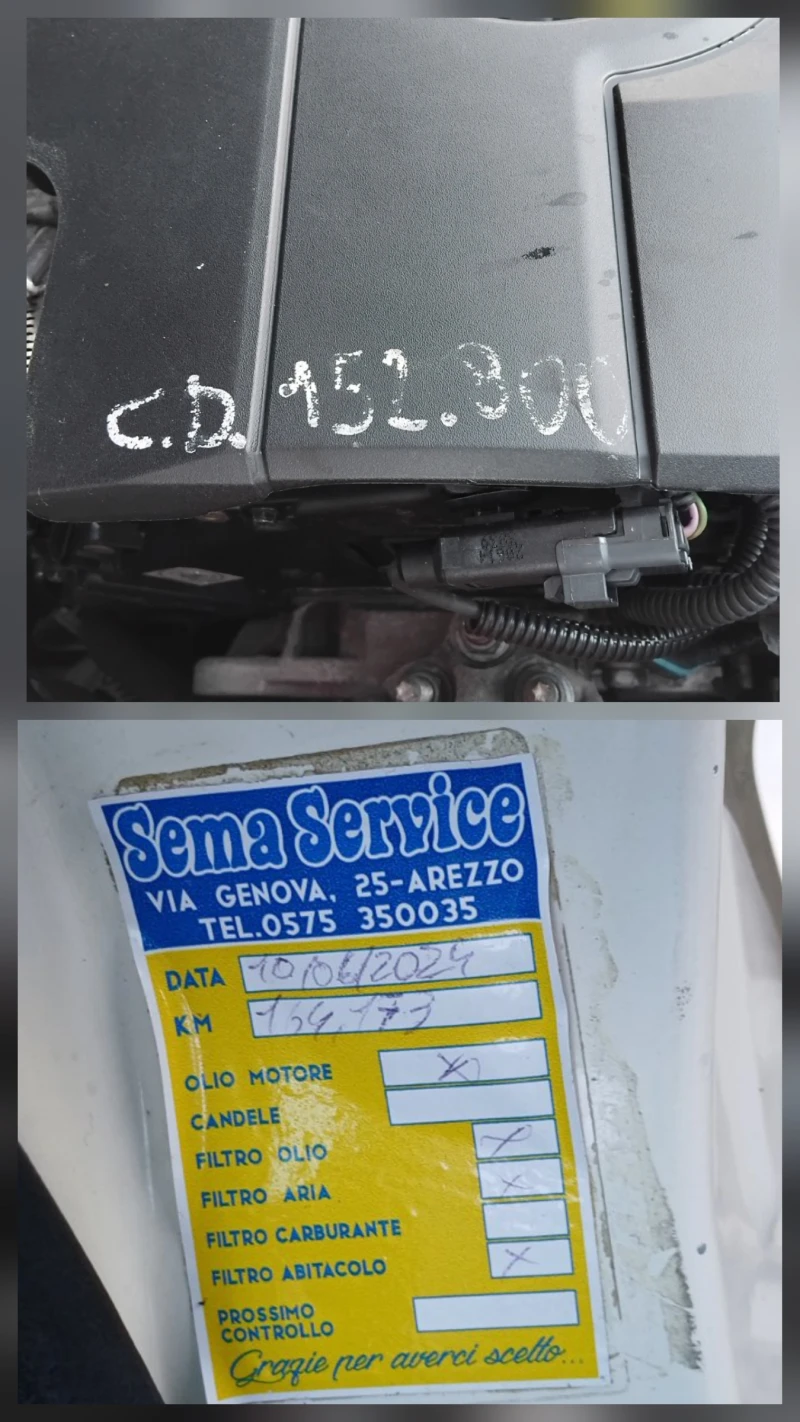 C.D. 152.300
Sema Service
VIA GENOVA, 25-AREZZO
TEL.0575 350035
DATA 10/06/2024
KM
OLIO MOTORE X
CANDELE
FILTRO OLIO X
FILTRO ARIA X
FILTRO CARBURANTE
FILTRO ABITACOLO X
PROSSIMO
CONTROLLO
Grazie per averci scelto...